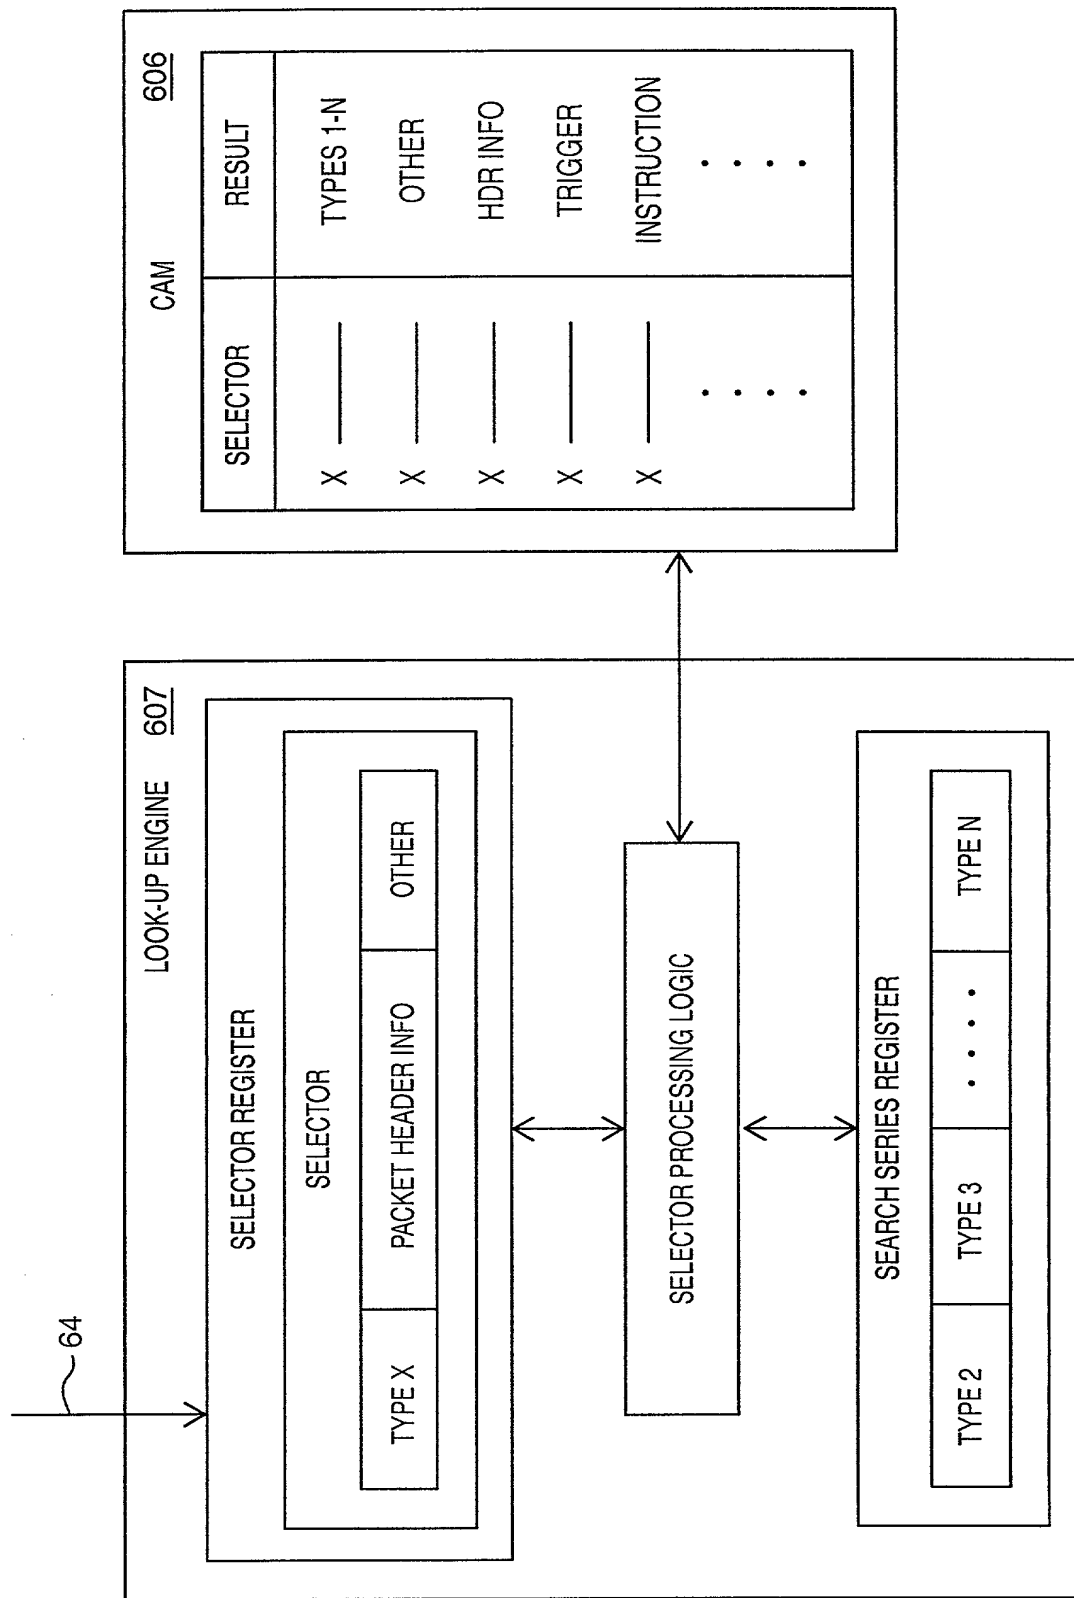 64
LOOK-UP ENGINE 607
SELECTOR REGISTER
SELECTOR
TYPE X PACKET HEADER INFO OTHER
SELECTOR PROCESSING LOGIC
SEARCH SERIES REGISTER
TYPE 2 TYPE 3 • • • • TYPE N
CAM 606
SELECTOR RESULT
X TYPES 1-N
X OTHER
X HDR INFO
X TRIGGER
X INSTRUCTION
• • • • • • • •